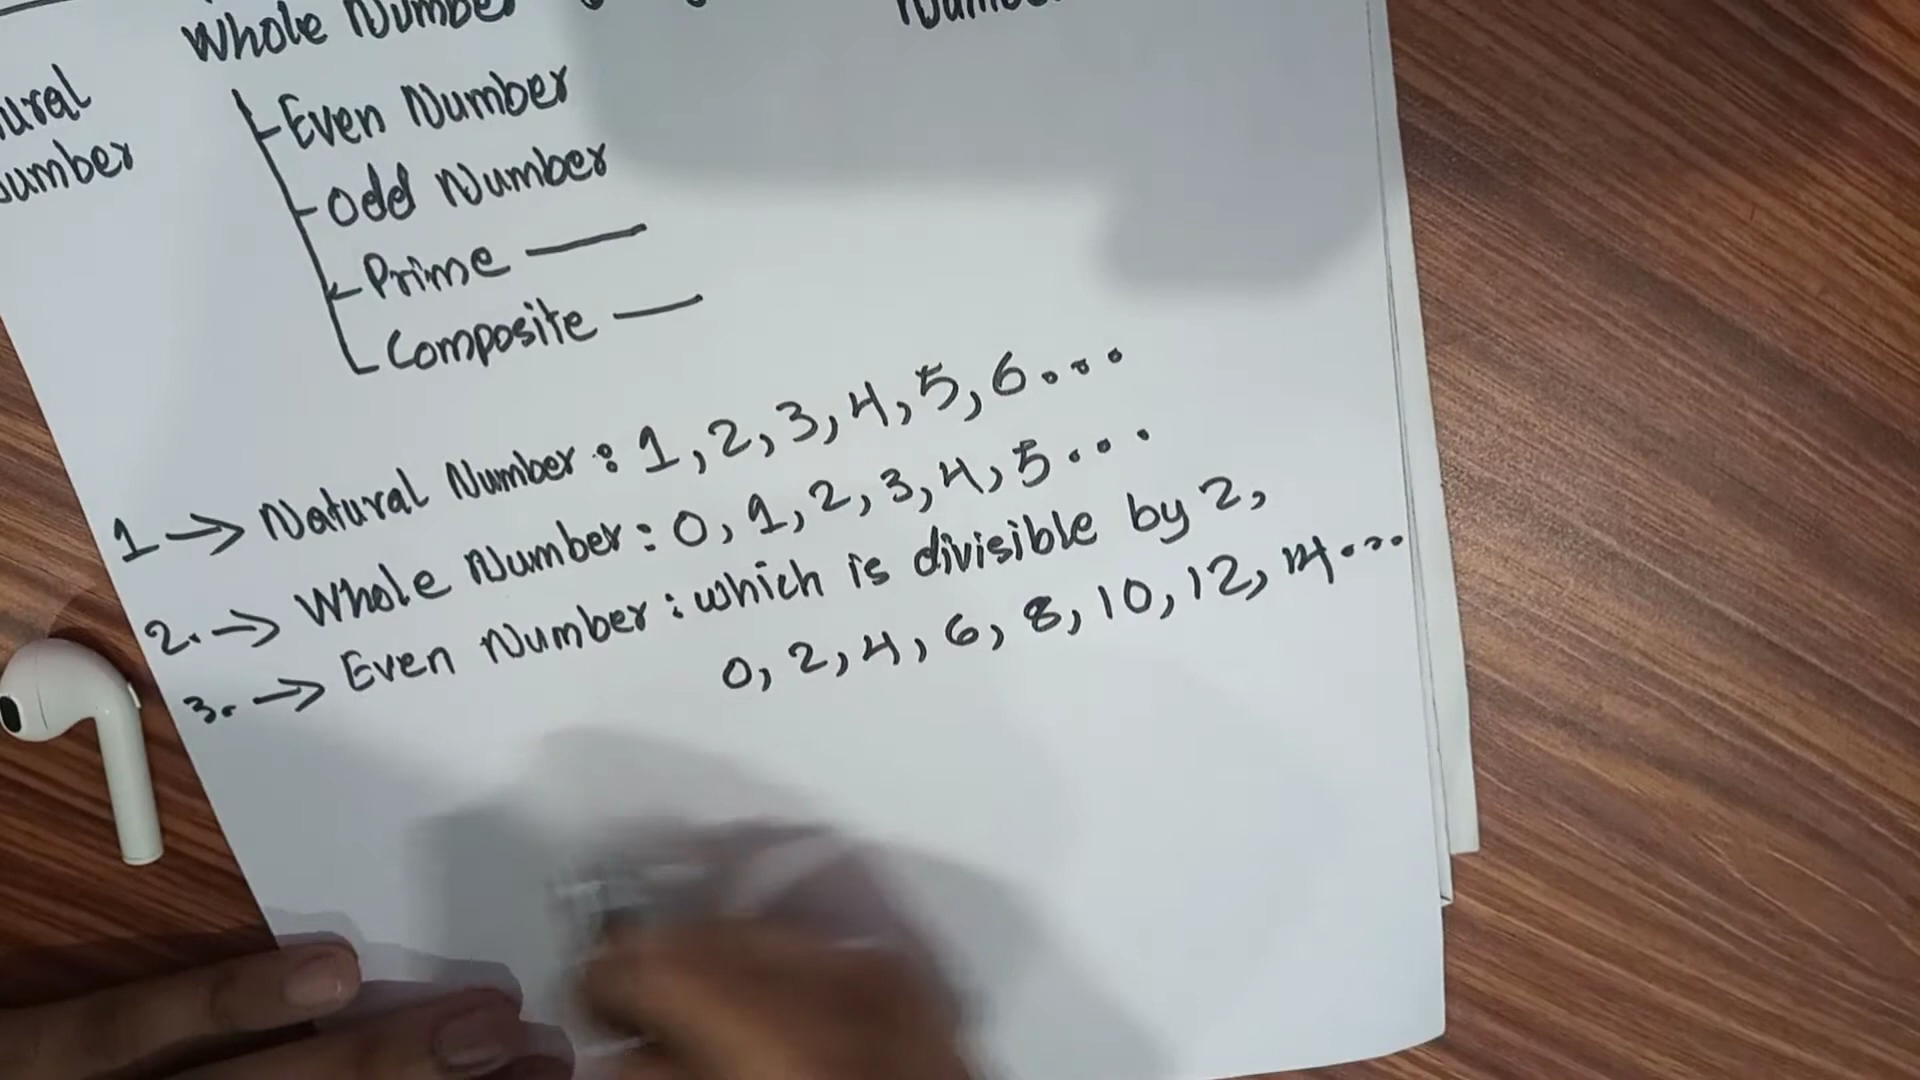 Whole Number
ural
umber
Even Number
Odd Number
Prime —
Composite —
1 → Natural Number : 1, 2, 3, 4, 5, 6...
2. → Whole Number : 0, 1, 2, 3, 4, 5...
3. → Even Number : which is divisible by 2,
0, 2, 4, 6, 8, 10, 12, 14...